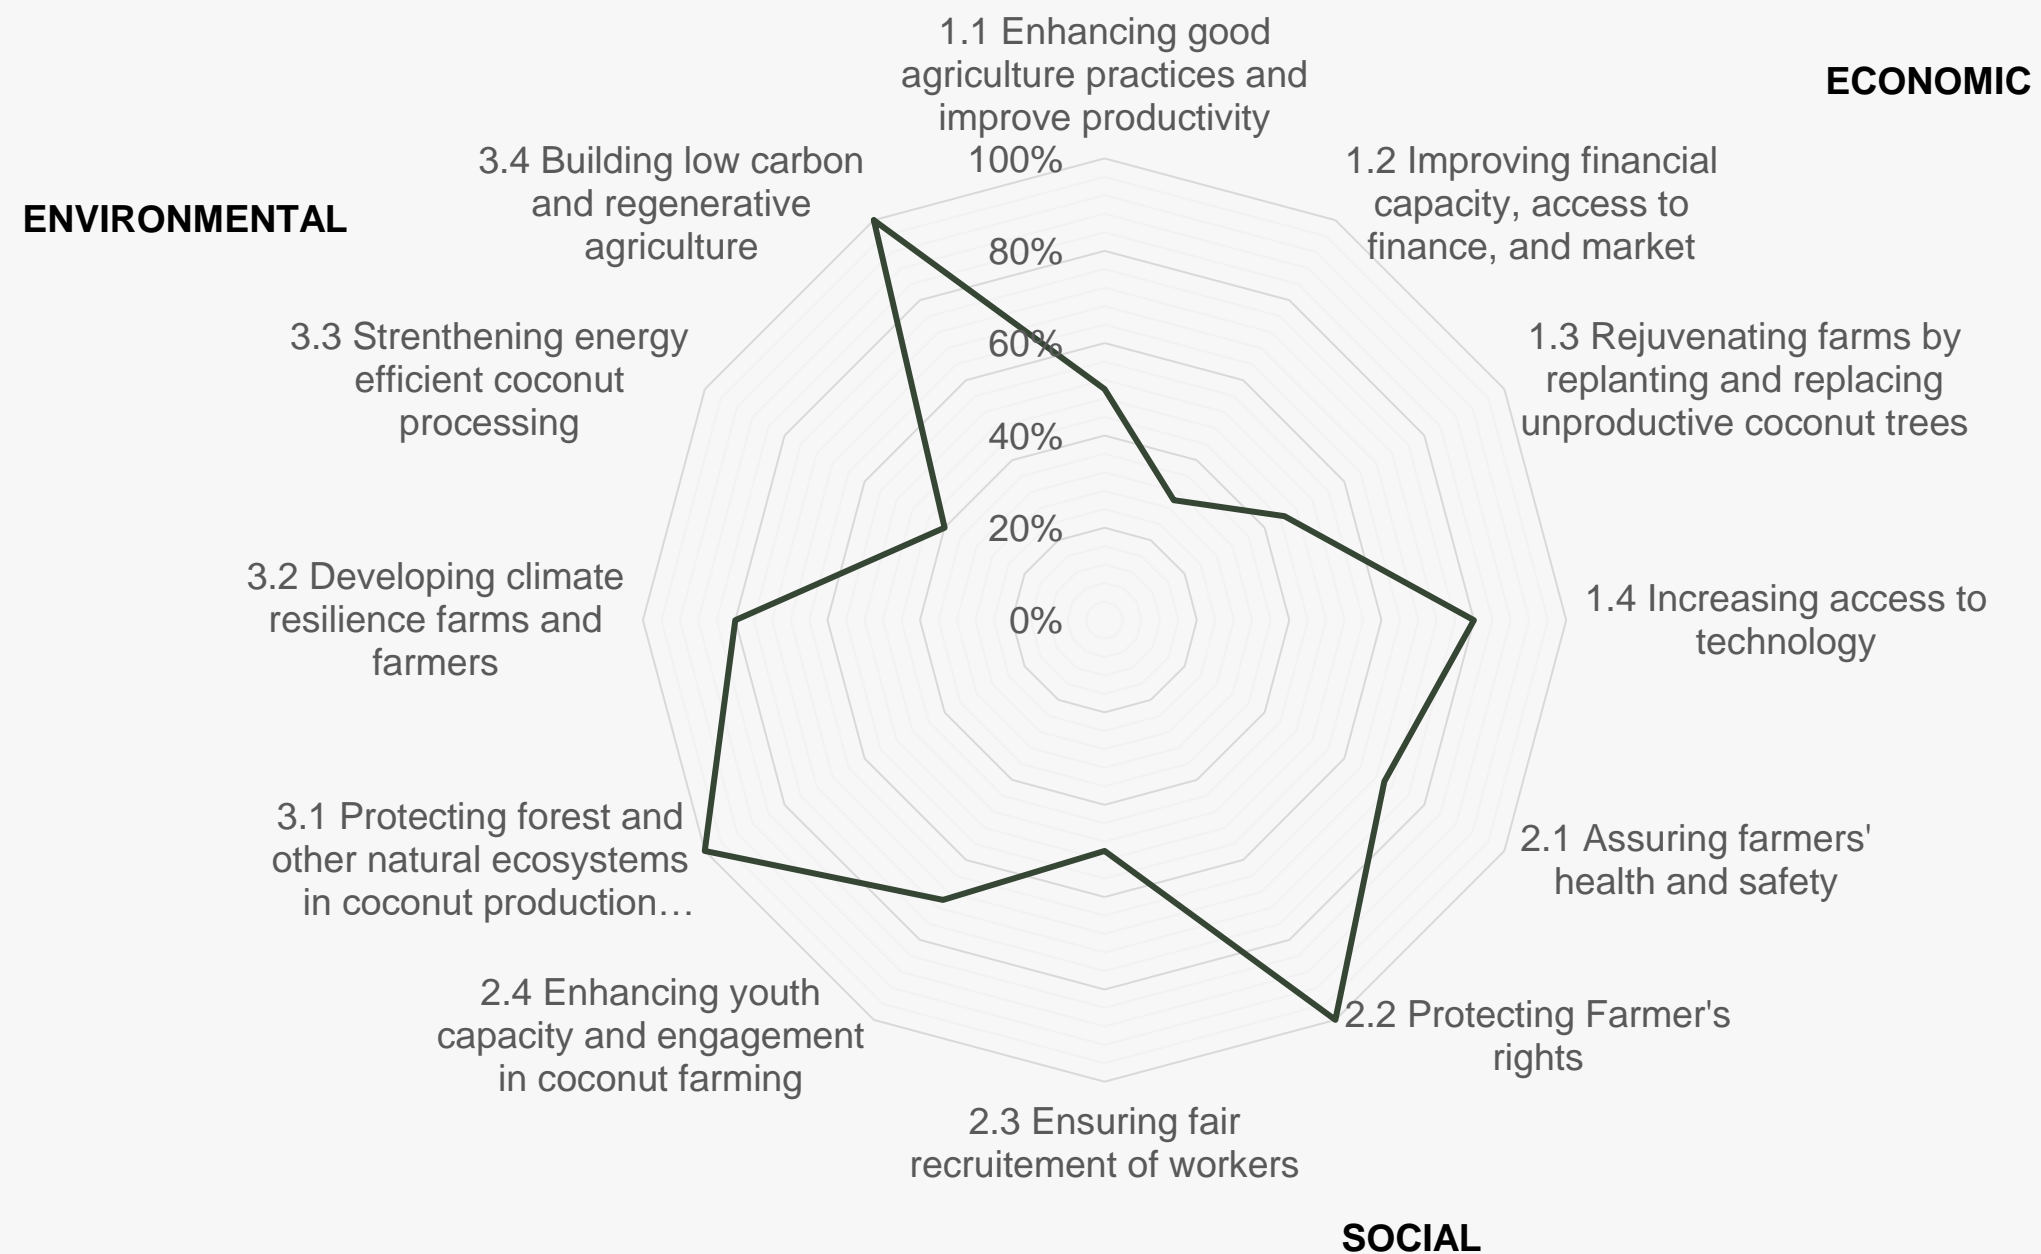 1.1 Enhancing good
agriculture practices and
improve productivity
ECONOMIC
1.2 Improving financial
capacity, access to
finance, and market
1.3 Rejuvenating farms by
replanting and replacing
unproductive coconut trees
1.4 Increasing access to
technology
2.1 Assuring farmers'
health and safety
2.2 Protecting Farmer's
rights
SOCIAL
2.3 Ensuring fair
recruitement of workers
2.4 Enhancing youth
capacity and engagement
in coconut farming
3.1 Protecting forest and
other natural ecosystems
in coconut production…
3.2 Developing climate
resilience farms and
farmers
3.3 Strenthening energy
efficient coconut
processing
ENVIRONMENTAL
3.4 Building low carbon
and regenerative
agriculture
100%
80%
60%
40%
20%
0%